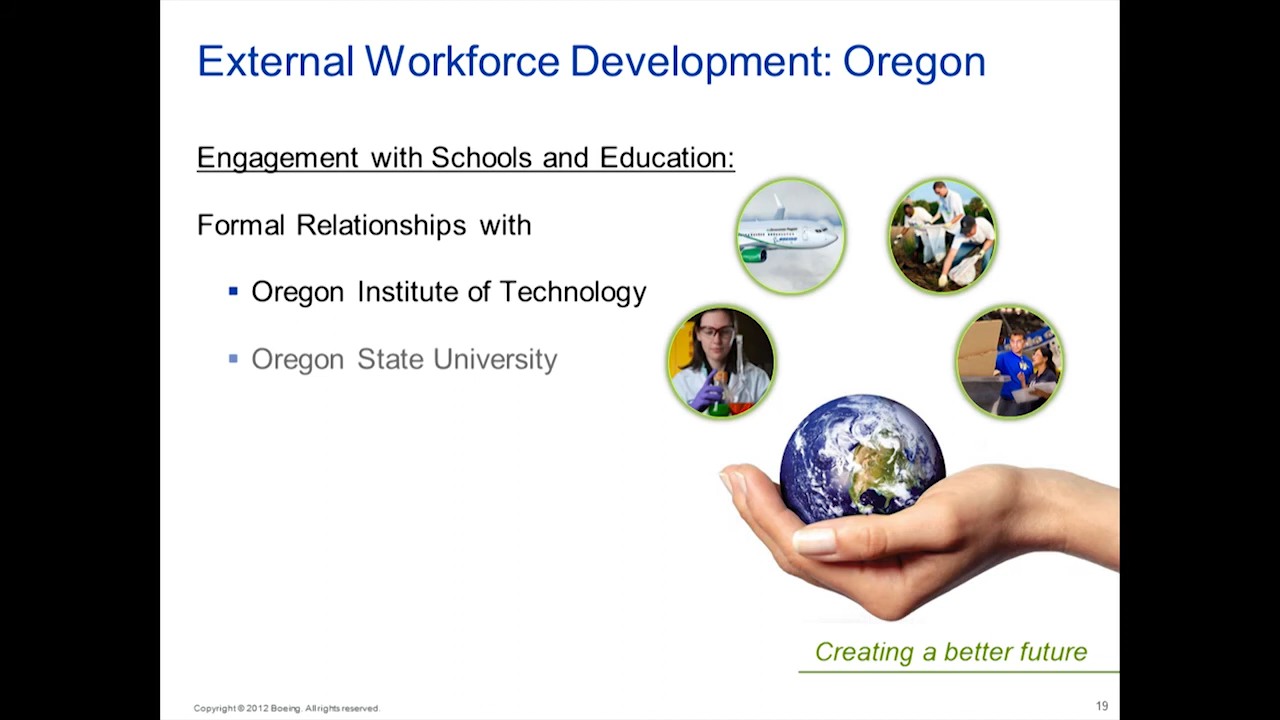 External Workforce Development: Oregon
Engagement with Schools and Education:
Formal Relationships with
▪ Oregon Institute of Technology
▪ Oregon State University
BOEING
Creating a better future
Copyright © 2012 Boeing. All rights reserved.
19